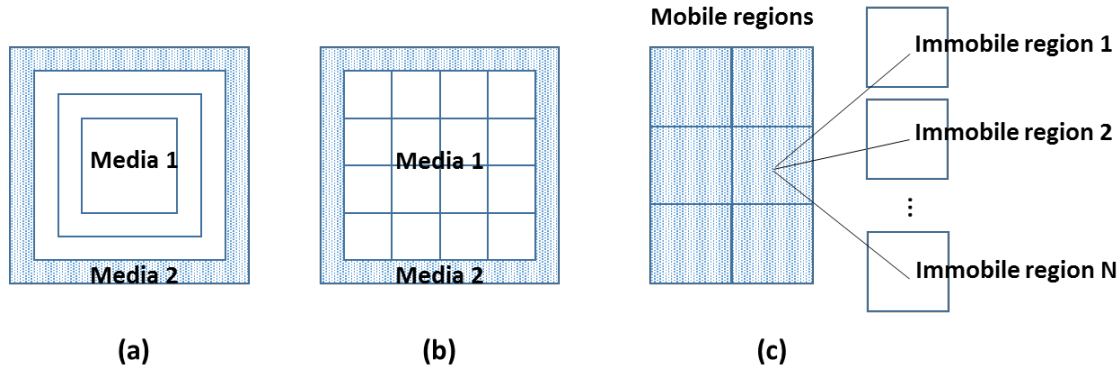 Mobile regions
Immobile region 1
Media 1
Media 1
Immobile region 2
...
Media 2
Media 2
Immobile region N
(a)
(b)
(c)